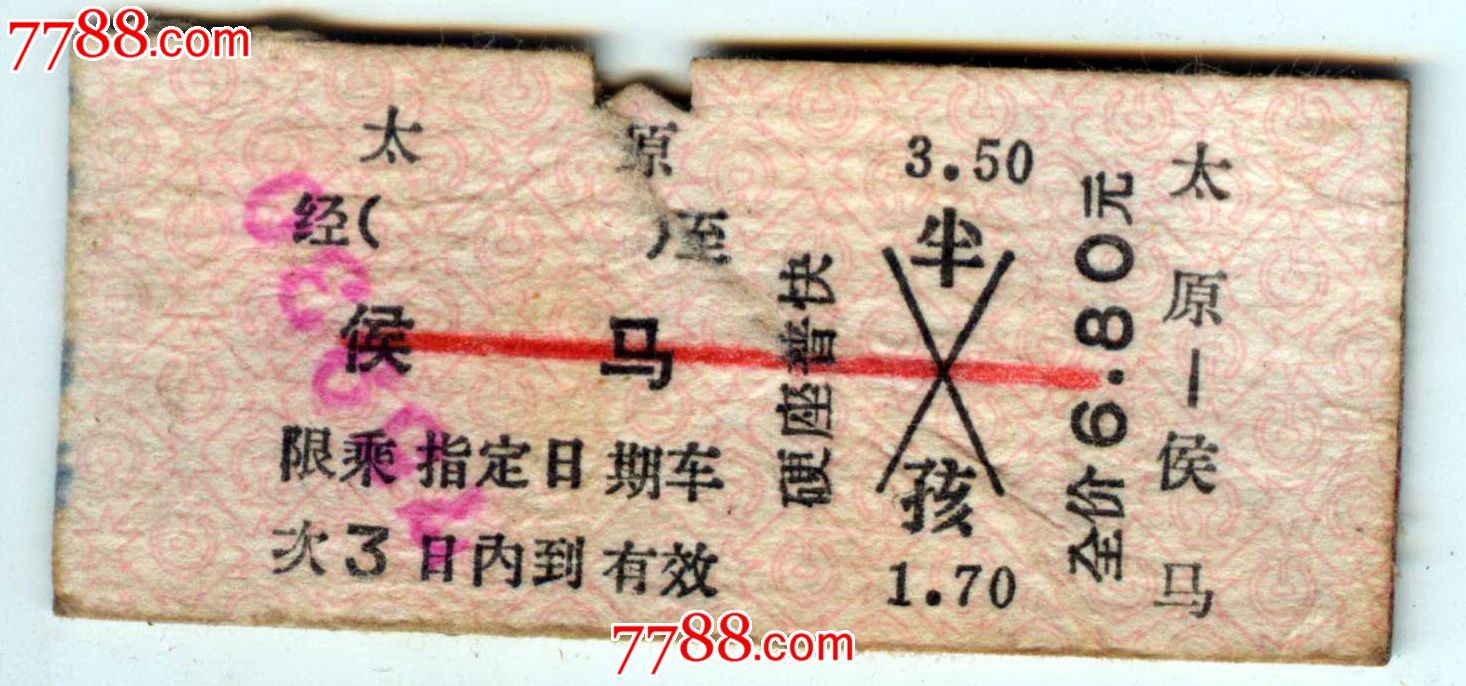 7788.com
太原
经( )至
侯马
限乘指定日期车
次3日内到有效
硬座普快
3.50
半
孩
1.70
全价6.80元
太原-侯马
7788.com